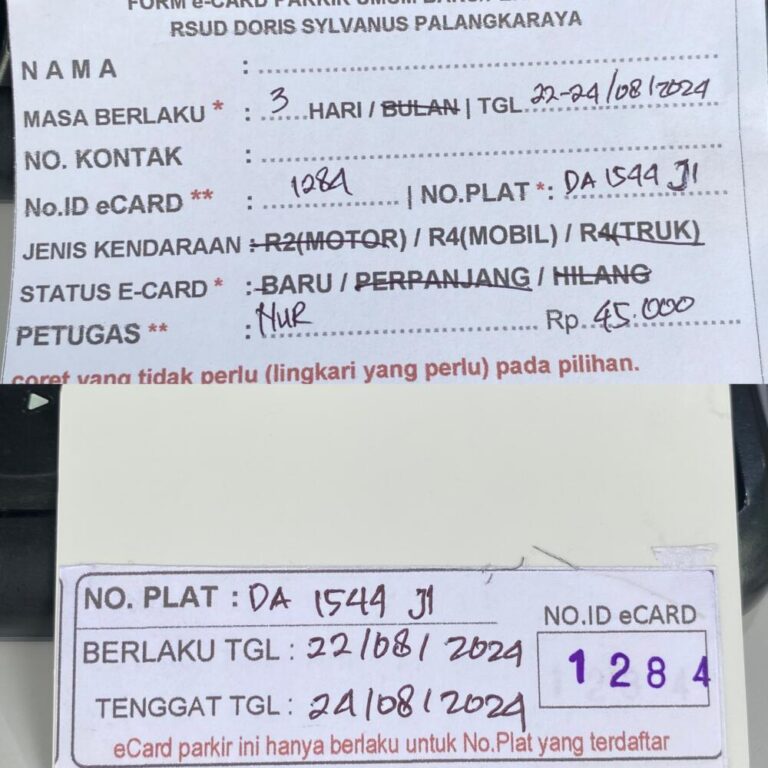 FORM e-CARD PARKIR UMUM
RSUD DORIS SYLVANUS PALANGKARAYA
NAMA :
MASA BERLAKU * : 3 HARI / BULAN | TGL 22-24/08/2024
NO. KONTAK :
No.ID eCARD ** : 1284 | NO.PLAT *: DA 1544 JI
JENIS KENDARAAN : R2(MOTOR) / R4(MOBIL) / R4(TRUK)
STATUS E-CARD * : BARU / PERPANJANG / HILANG
PETUGAS ** : NUR Rp. 45.000
coret yang tidak perlu (lingkari yang perlu) pada pilihan.
NO. PLAT : DA 1544 JI
NO.ID eCARD
BERLAKU TGL : 22/08/2024
1284
TENGGAT TGL : 24/08/2024
eCard parkir ini hanya berlaku untuk No.Plat yang terdaftar